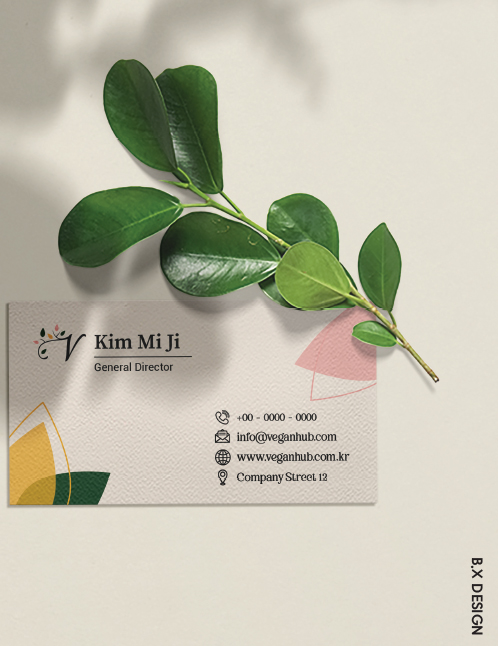 V
Kim Mi Ji
General Director
+00 - 0000 - 0000
info@veganhub.com
www.veganhub.com.kr
Company Street 12
B.X DESIGN